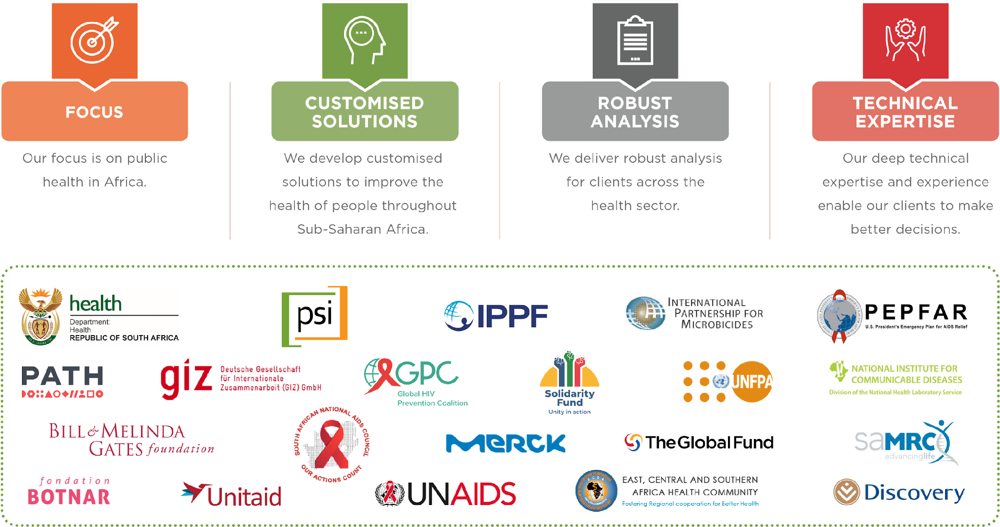 FOCUS
Our focus is on public
health in Africa.
CUSTOMISED
SOLUTIONS
We develop customised
solutions to improve the
health of people throughout
Sub-Saharan Africa.
ROBUST
ANALYSIS
We deliver robust analysis
for clients across the
health sector.
TECHNICAL
EXPERTISE
Our deep technical
expertise and experience
enable our clients to make
better decisions.
health
Department:
Health
REPUBLIC OF SOUTH AFRICA
psi
IPPF
INTERNATIONAL
PARTNERSHIP FOR
MICROBICIDES
PEPFAR
U.S. President's Emergency Plan for AIDS Relief
PATH
giz
Deutsche Gesellschaft
für Internationale
Zusammenarbeit (GIZ) GmbH
GPC
Global HIV
Prevention Coalition
Solidarity
Fund
Unity in action
UNFPA
NATIONAL INSTITUTE FOR
COMMUNICABLE DISEASES
Division of the National Health Laboratory Service
BILL & MELINDA
GATES foundation
SOUTH AFRICAN NATIONAL AIDS COUNCIL
OUR ACTIONS COUNT
MERCK
The Global Fund
saMRC
advancinglife
fondation
BOTNAR
Unitaid
UNAIDS
ECSA
HEALTH COMMUNITY
EAST, CENTRAL AND SOUTHERN
AFRICA HEALTH COMMUNITY
Fostering Regional cooperation for Better Health
Discovery